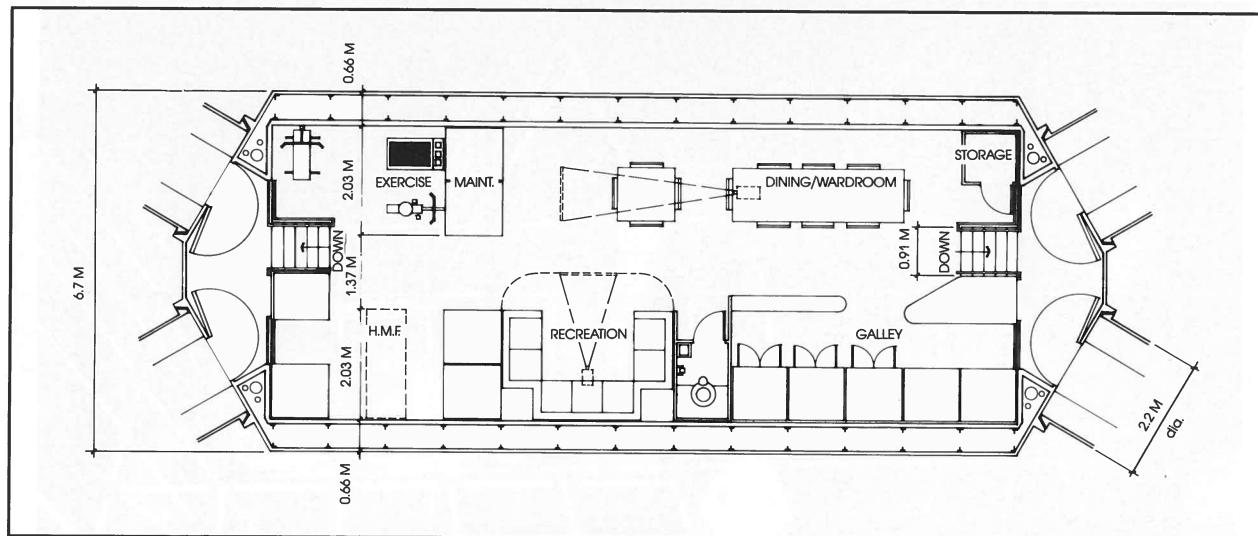 0.66 M
6.7 M
2.03 M
EXERCISE
MAINT.
DINING/WARDROOM
STORAGE
DOWN
1.37 M
0.91 M
DOWN
H.M.F.
RECREATION
GALLEY
2.03 M
2.2 M
dia.
0.66 M